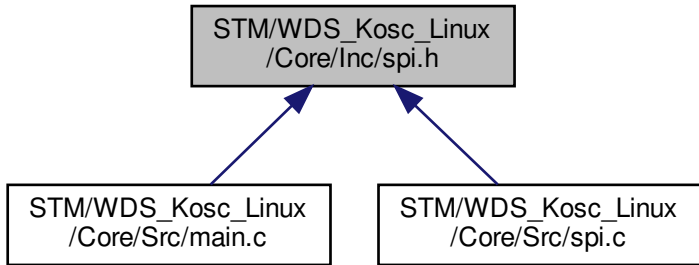 STM/WDS_Kosc_Linux
/Core/Inc/spi.h
STM/WDS_Kosc_Linux
/Core/Src/main.c
STM/WDS_Kosc_Linux
/Core/Src/spi.c